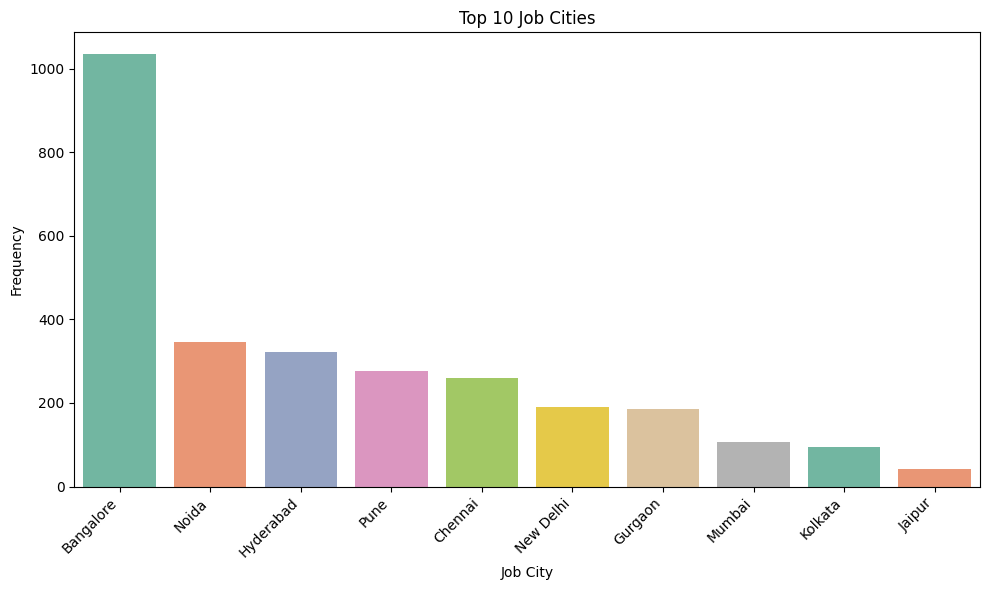 Top 10 Job Cities
1000
800
600
400
200
0
Frequency
Bangalore
Noida
Hyderabad
Pune
Chennai
New Delhi
Gurgaon
Mumbai
Kolkata
Jaipur
Job City